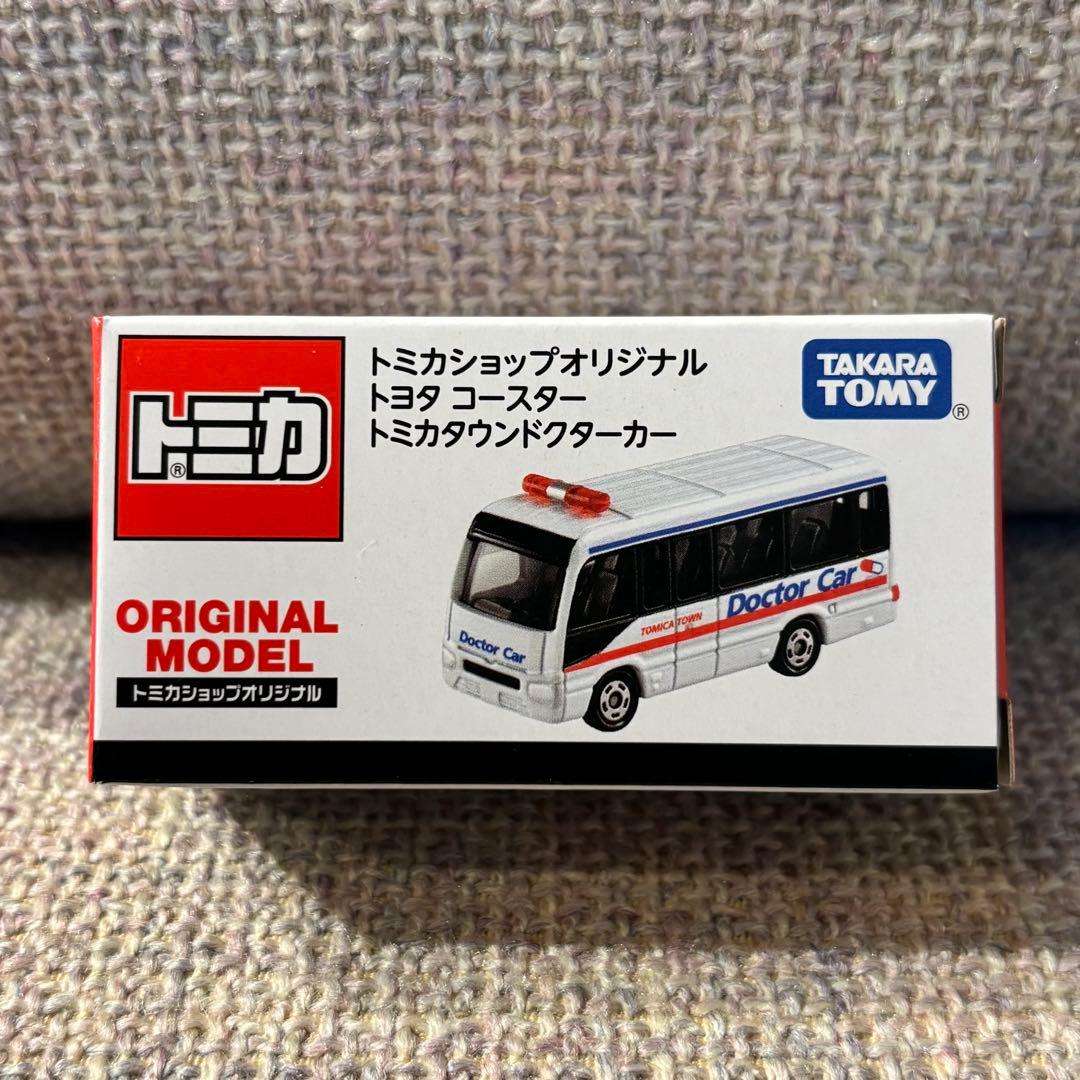 トミカ®
トミカショップオリジナル
トヨタ コースター
トミカタウンドクターカー
TAKARA
TOMY®
ORIGINAL
MODEL
トミカショップオリジナル
Doctor Car
TOMICA TOWN
Doctor Car